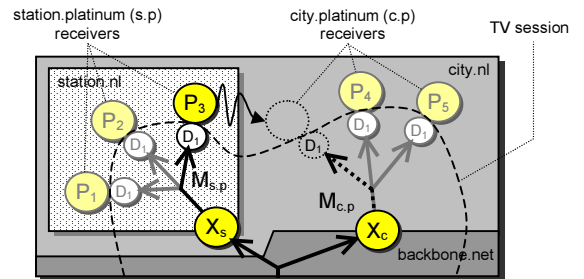 station.platinum (s.p)
receivers
city.platinum (c.p)
receivers
TV session
station.nl
city.nl
P3
P4
P5
P2
D1
D1
D1
D1
D1
P1
D1
Ms.p
Mc.p
Xs
Xc
backbone.net